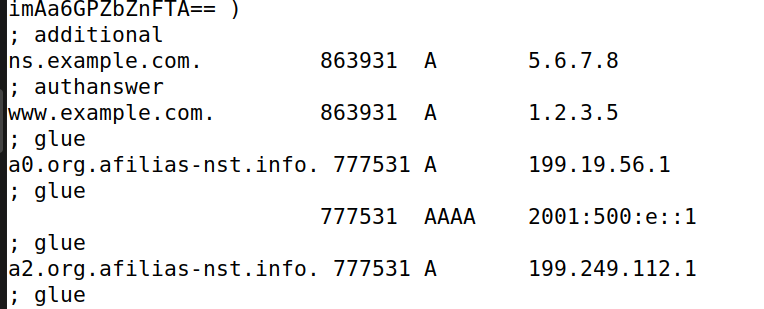 imAa6GPZbZnFTA== )
; additional
ns.example.com.         863931  A       5.6.7.8
; authanswer
www.example.com.        863931  A       1.2.3.5
; glue
a0.org.afilias-nst.info. 777531 A       199.19.56.1
; glue
                        777531  AAAA    2001:500:e::1
; glue
a2.org.afilias-nst.info. 777531 A       199.249.112.1
; glue